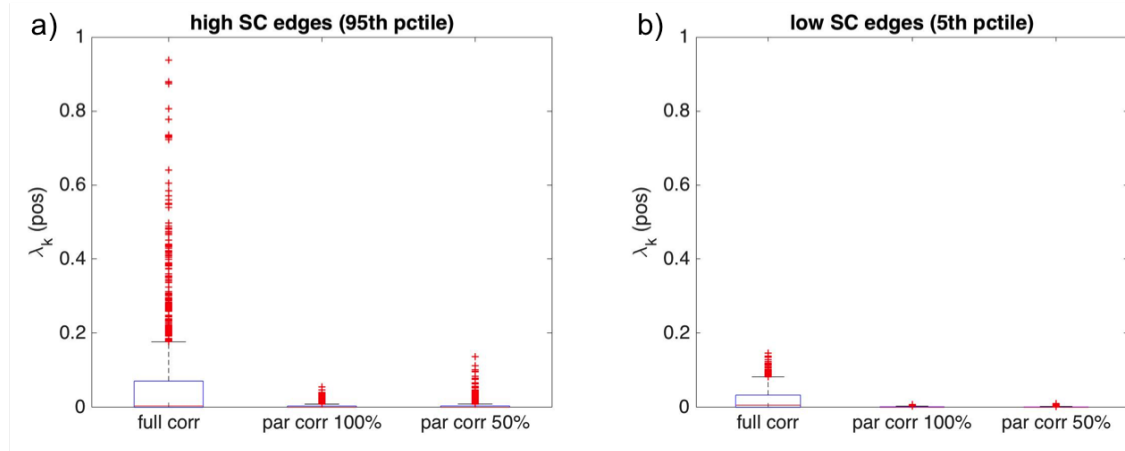 a)
high SC edges (95th pctile)
1
0.8
0.6
0.4
0.2
0
λk (pos)
full corr par corr 100% par corr 50%
b)
low SC edges (5th pctile)
1
0.8
0.6
0.4
0.2
0
λk (pos)
full corr par corr 100% par corr 50%